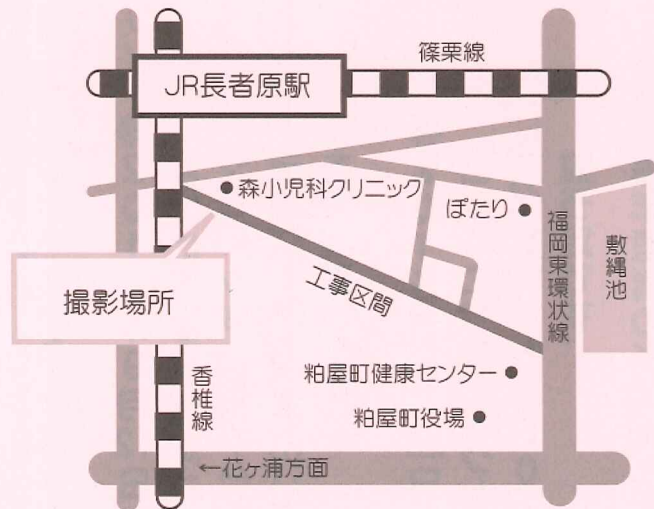 篠栗線
JR長者原駅
森小児科クリニック
ぽたり
福岡東環状線
敷縄池
工事区間
撮影場所
香椎線
粕屋町健康センター
粕屋町役場
←花ヶ浦方面